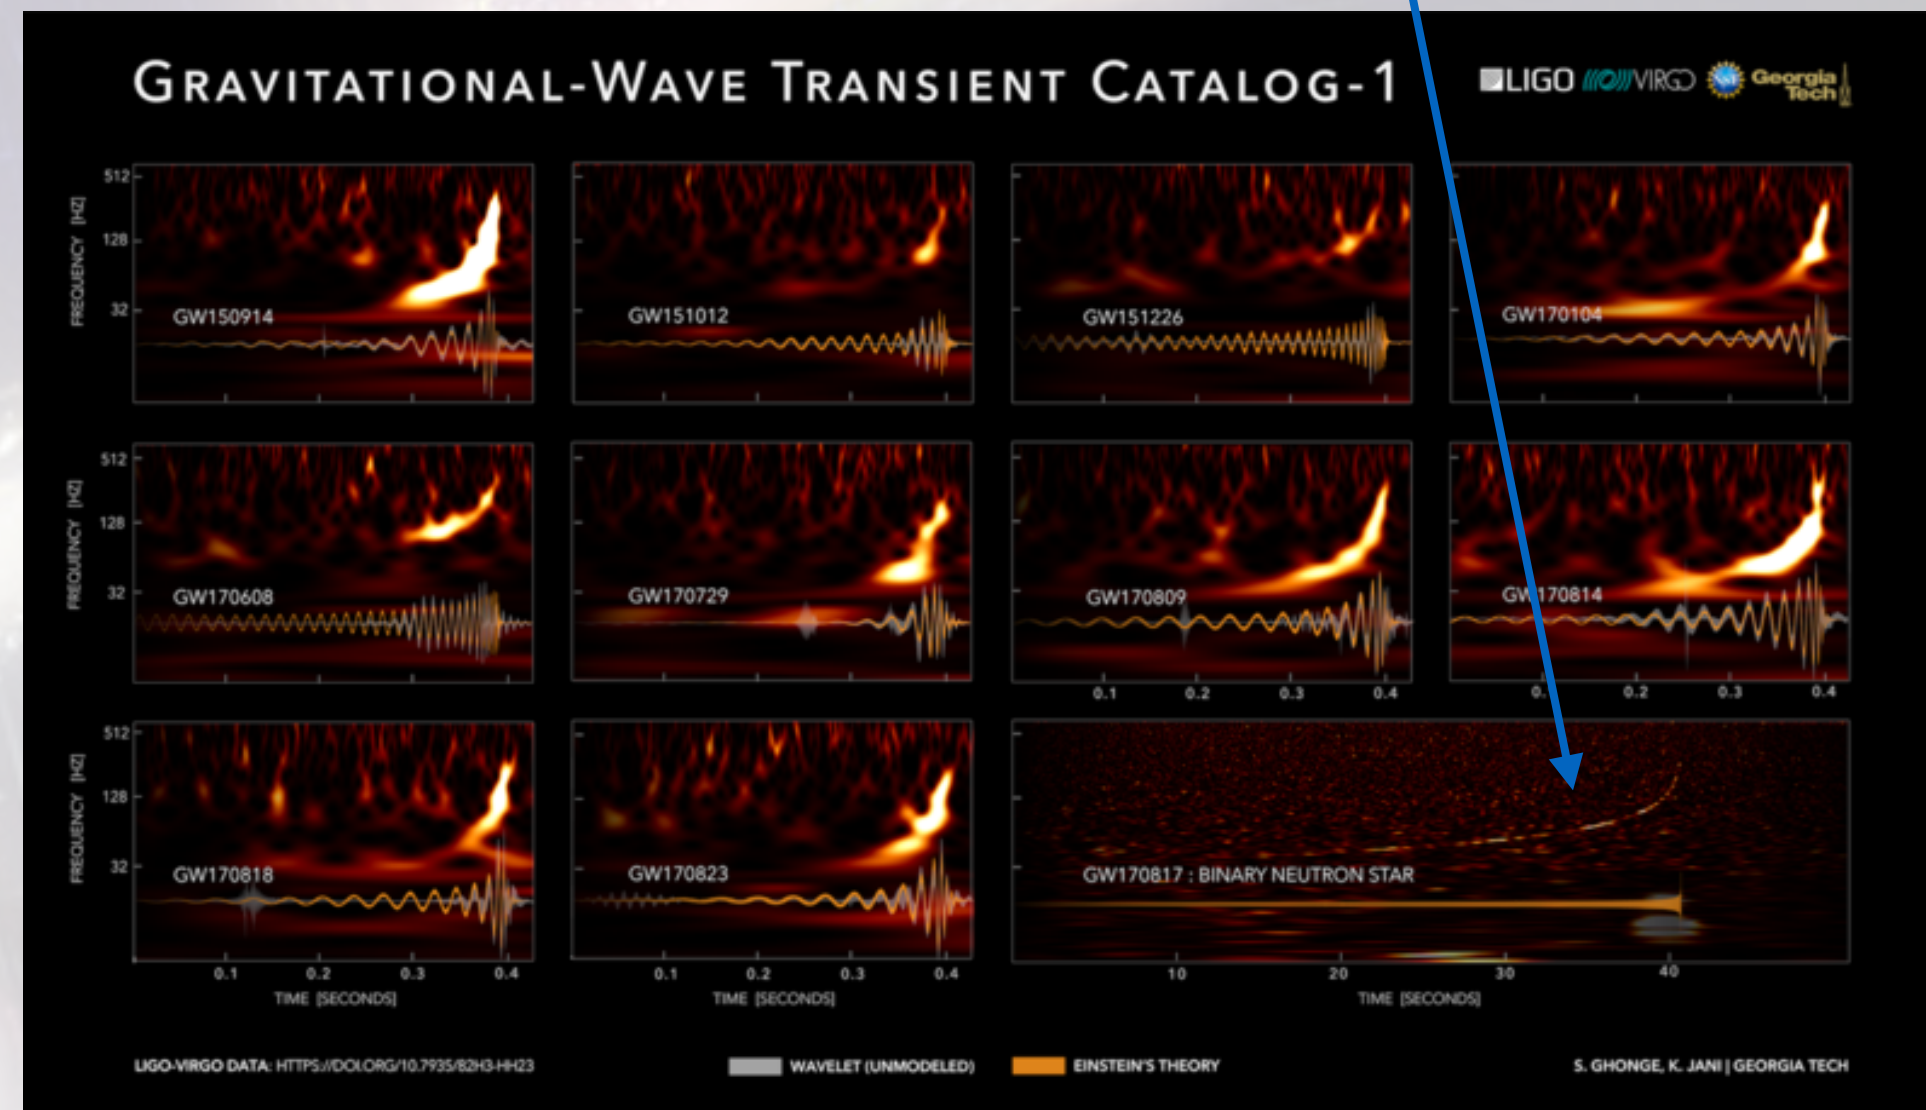 GRAVITATIONAL-WAVE TRANSIENT CATALOG-1
LIGO
VIRGO
NSF
Georgia
Tech
FREQUENCY [HZ]
512
128
32
GW150914
GW151012
GW151226
GW170104
FREQUENCY [HZ]
512
128
32
GW170608
GW170729
GW170809
GW170814
0.1 0.2 0.3 0.4
0. 0.2 0.3 0.4
FREQUENCY [HZ]
512
128
32
GW170818
GW170823
GW170817 : BINARY NEUTRON STAR
0.1 0.2 0.3 0.4
0.1 0.2 0.3 0.4
10 20 30 40
TIME [SECONDS]
TIME [SECONDS]
TIME [SECONDS]
LIGO-VIRGO DATA: HTTPS://DOI.ORG/10.7935/82H3-HH23
WAVELET (UNMODELED)
EINSTEIN'S THEORY
S. GHONGE, K. JANI | GEORGIA TECH